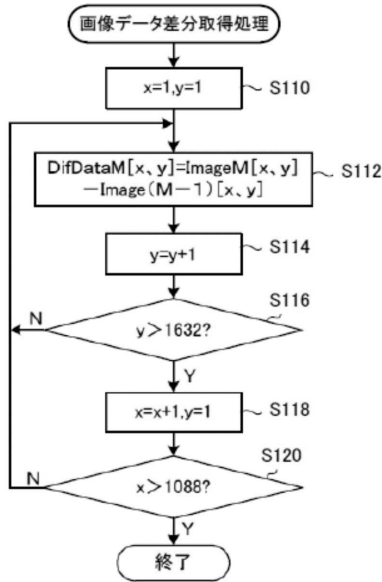 画像データ差分取得処理
x=1,y=1
S110
DifDataM[x、y]=ImageM[x、y]
−Image(M−1)[x、y]
S112
y=y+1
S114
S116
N
y>1632?
Y
x=x+1,y=1
S118
S120
N
x>1088?
Y
終了